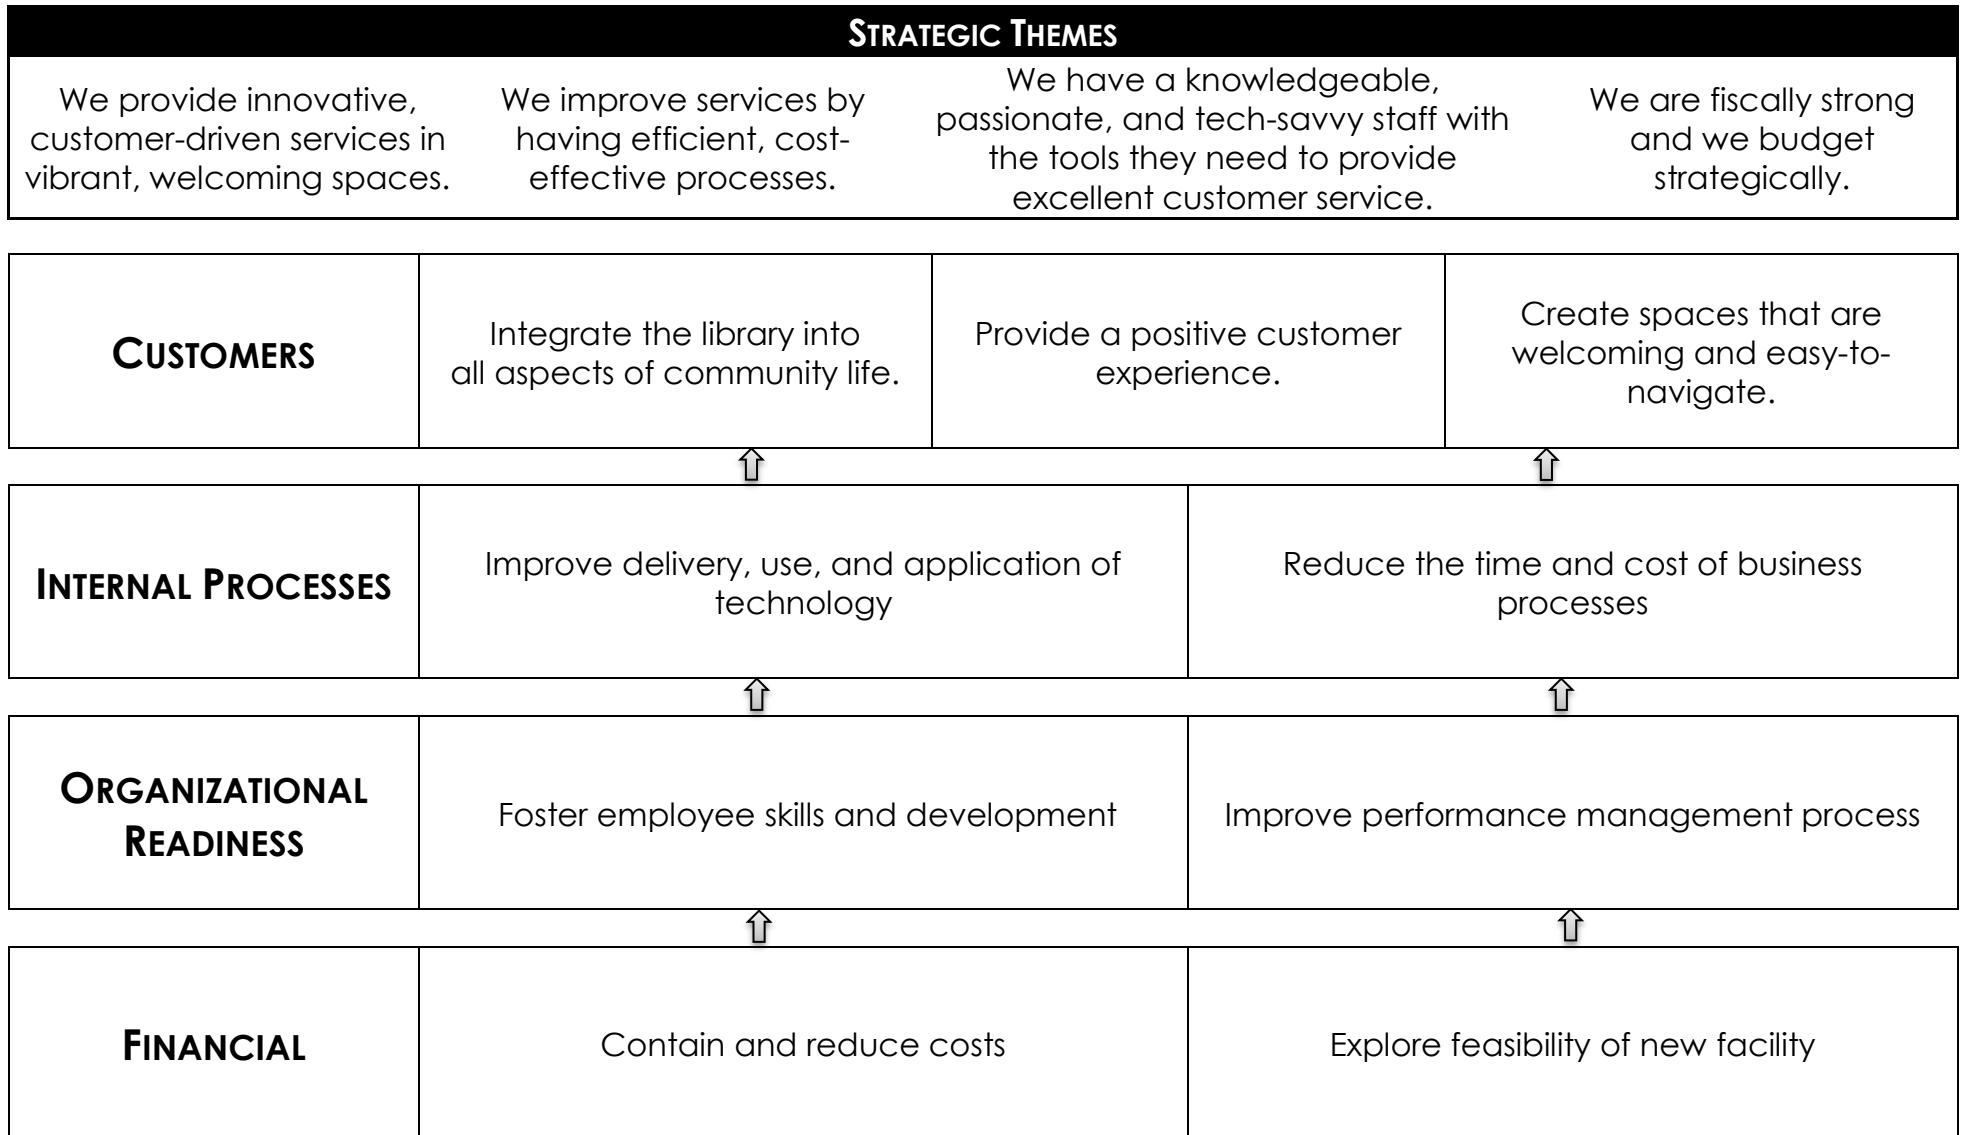 STRATEGIC THEMES
We provide innovative,
customer-driven services in
vibrant, welcoming spaces.
We improve services by
having efficient, cost-
effective processes.
We have a knowledgeable,
passionate, and tech-savvy staff with
the tools they need to provide
excellent customer service.
We are fiscally strong
and we budget
strategically.
CUSTOMERS
Integrate the library into
all aspects of community life.
Provide a positive customer
experience.
Create spaces that are
welcoming and easy-to-
navigate.
INTERNAL PROCESSES
Improve delivery, use, and application of
technology
Reduce the time and cost of business
processes
ORGANIZATIONAL
READINESS
Foster employee skills and development
Improve performance management process
FINANCIAL
Contain and reduce costs
Explore feasibility of new facility